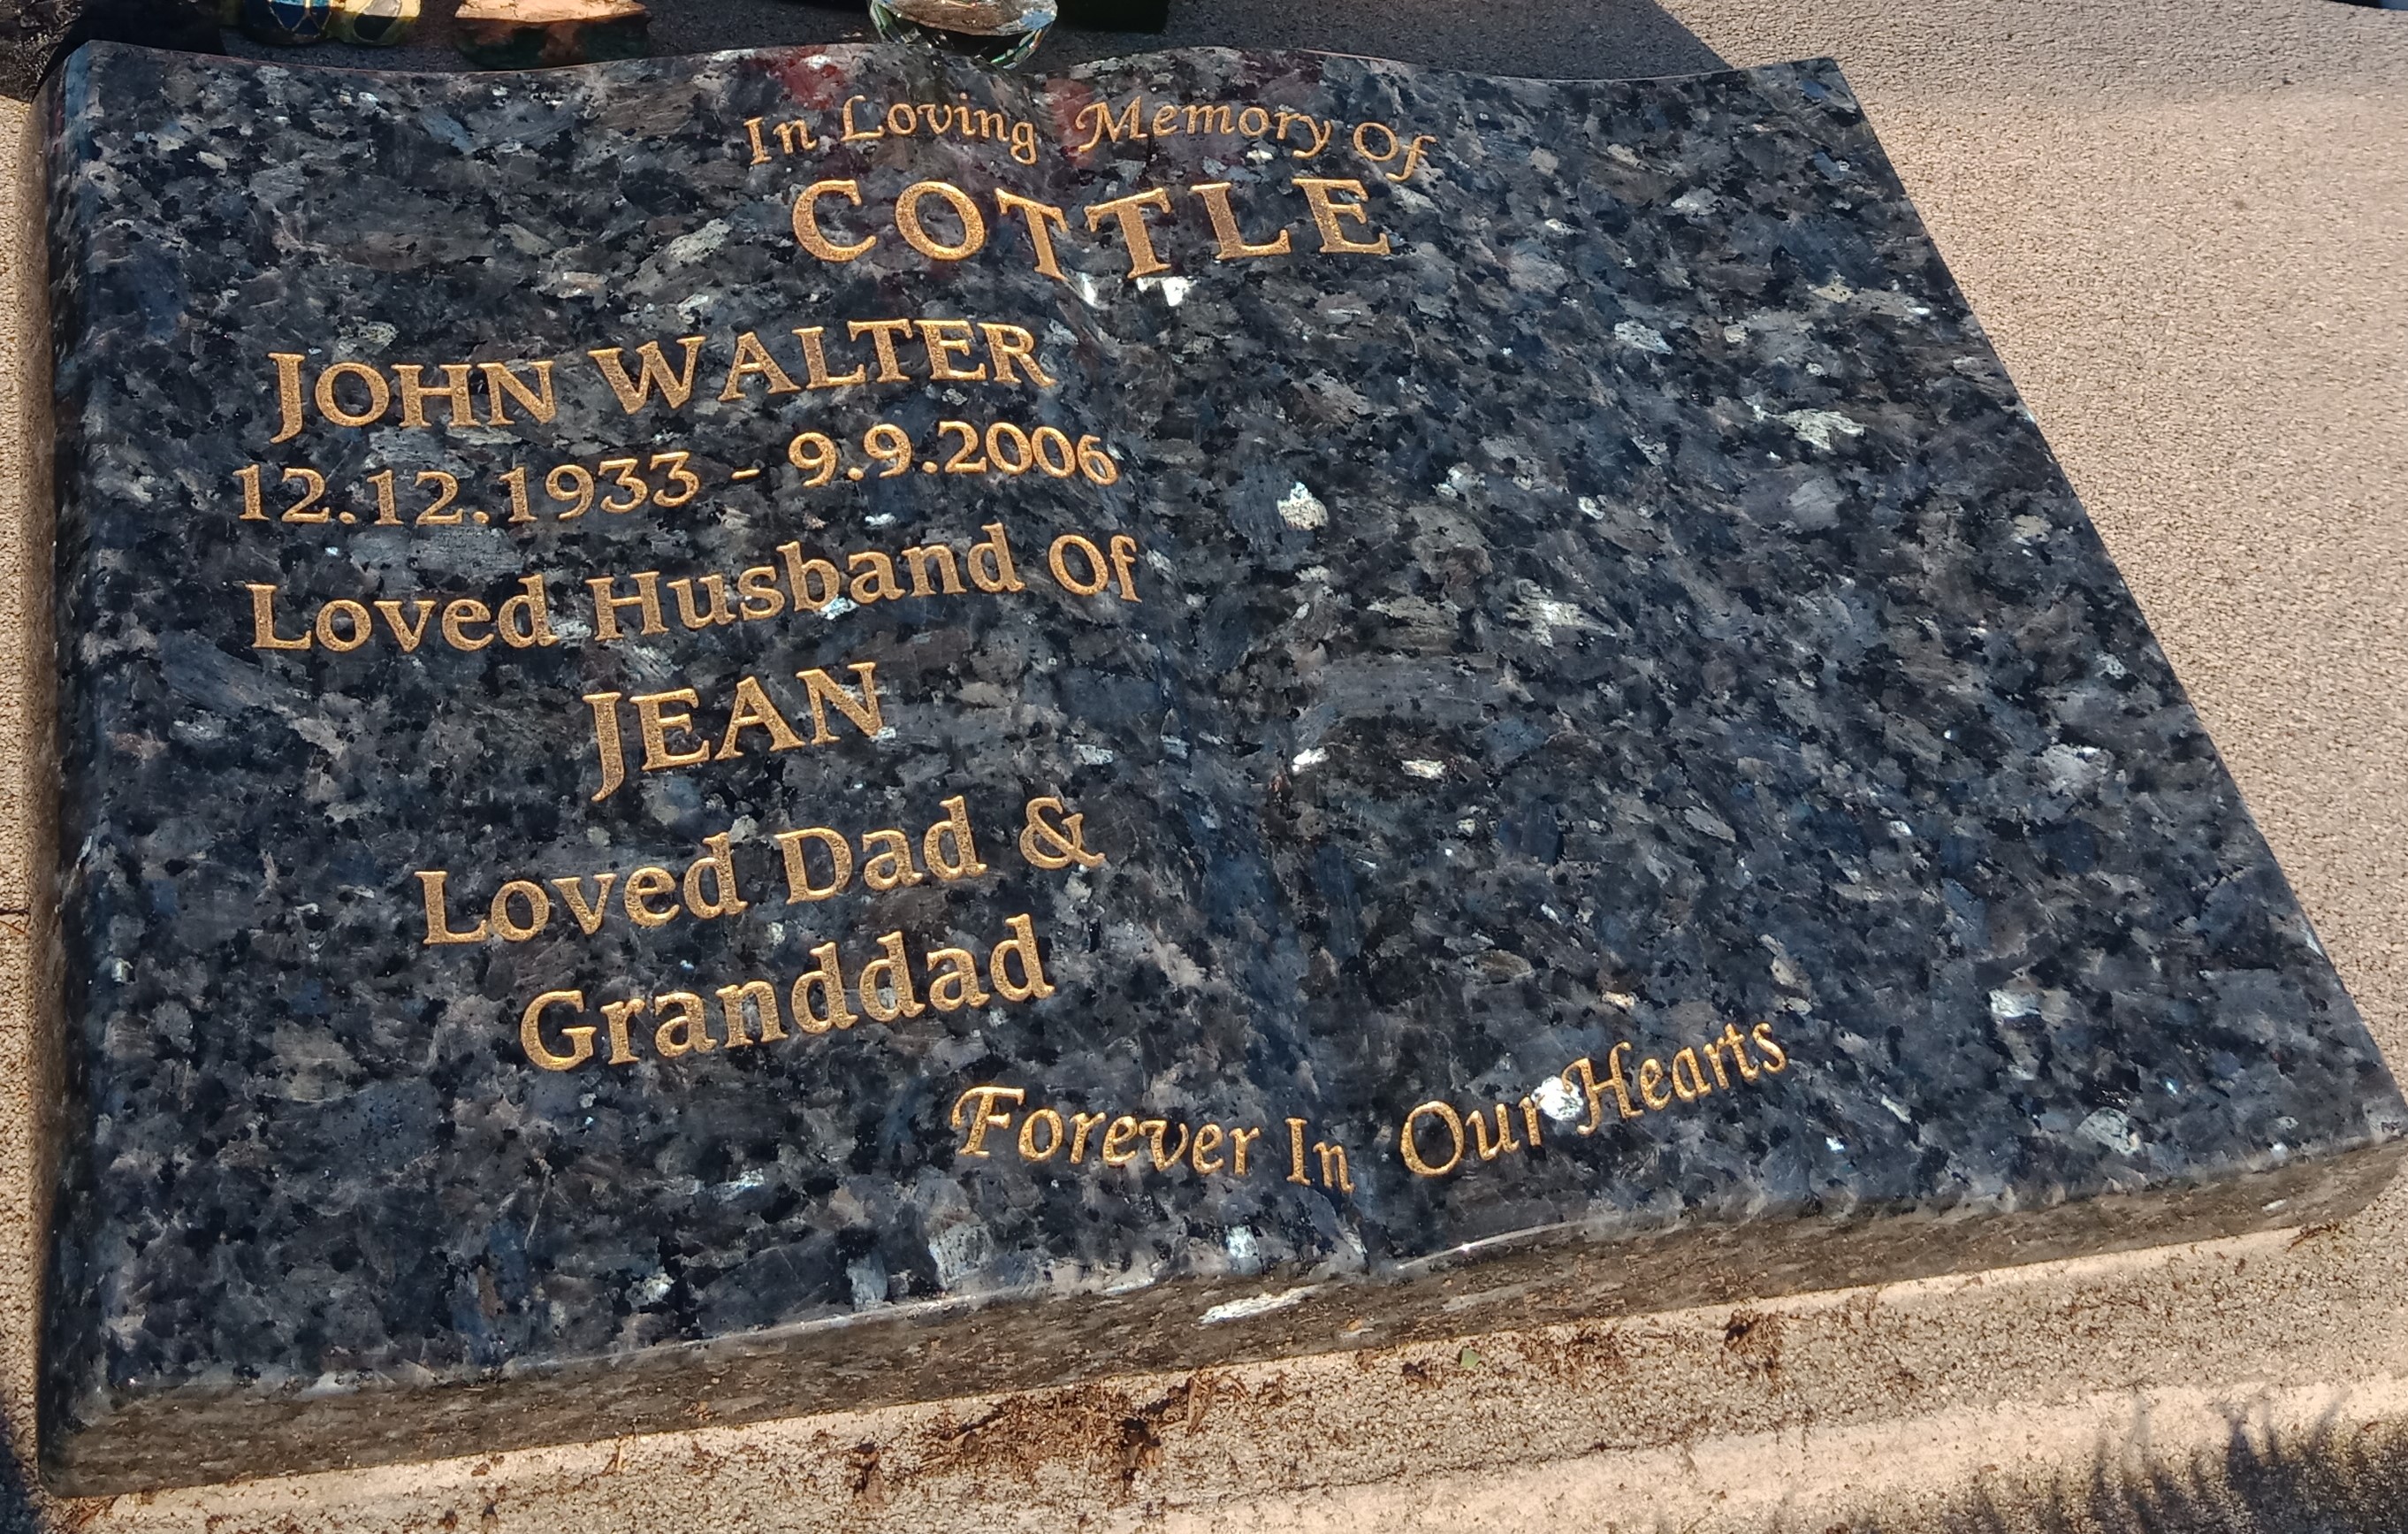 In Loving Memory Of
COTTLE
JOHN WALTER
12.12.1933 - 9.9.2006
Loved Husband Of
JEAN
Loved Dad &
Granddad
Forever In Our Hearts